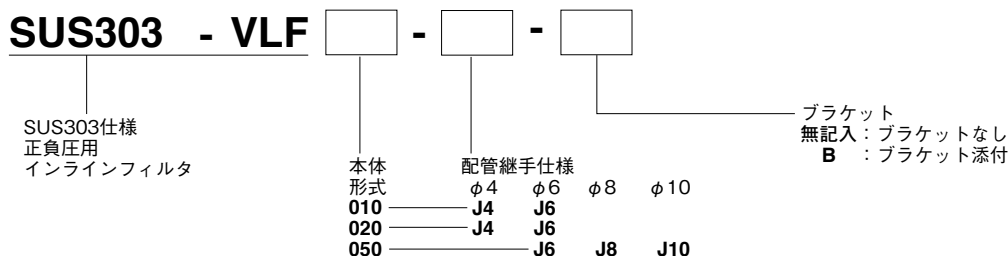 SUS303 - VLF - -
SUS303仕様
正負圧用
インラインフィルタ
本体
形式
配管継手仕様
φ4 φ6 φ8 φ10
010 J4 J6
020 J4 J6
050 J6 J8 J10
ブラケット
無記入：ブラケットなし
B ：ブラケット添付